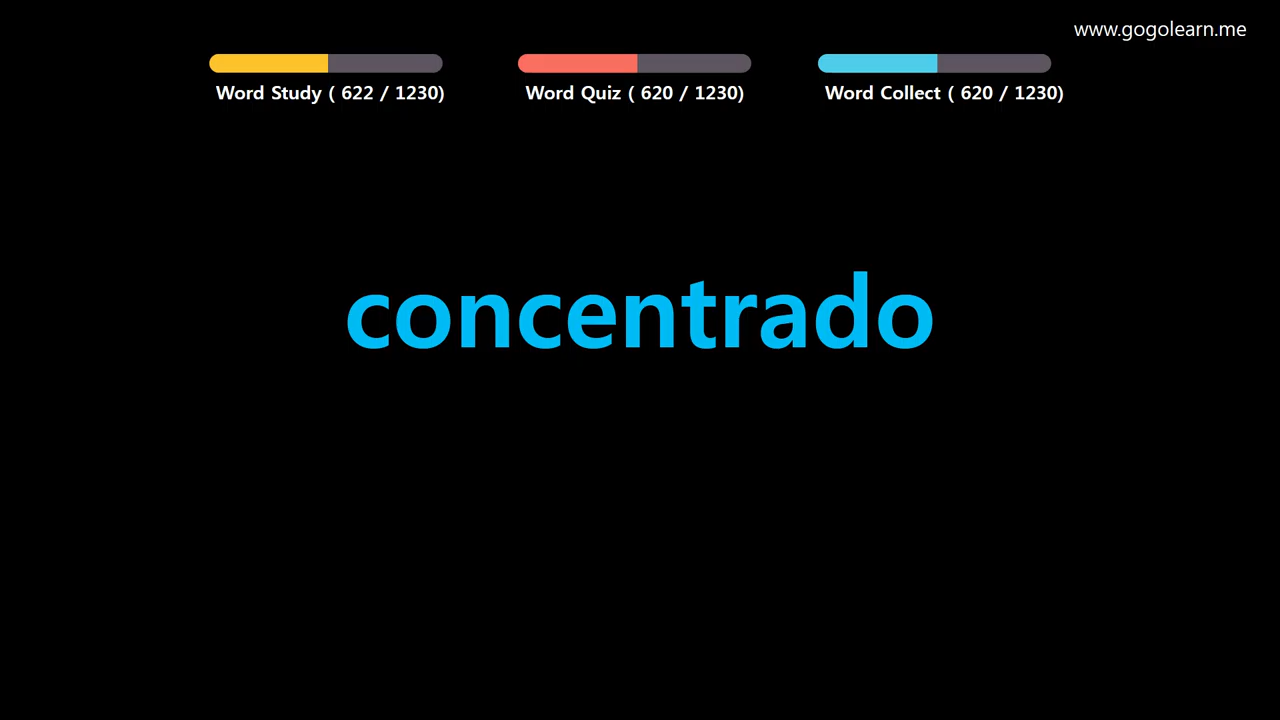 www.gogolearn.me
Word Study ( 622 / 1230)
Word Quiz ( 620 / 1230)
Word Collect ( 620 / 1230)
concentrado